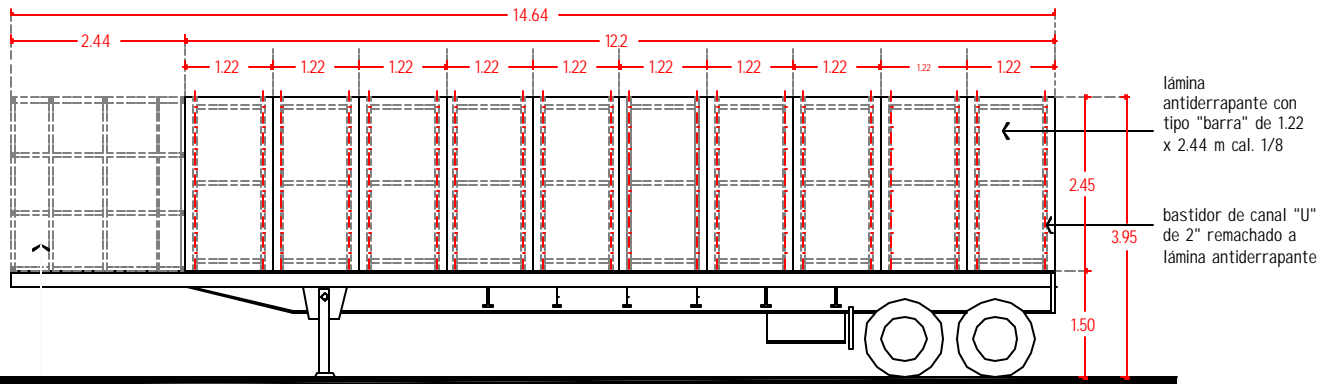 14.64
2.44
12.2
1.22
1.22
1.22
1.22
1.22
1.22
1.22
1.22
1.22
1.22
lámina
antiderrapante con
tipo "barra" de 1.22
x 2.44 m cal. 1/8
2.45
3.95
bastidor de canal "U"
de 2" remachado a
lámina antiderrapante
1.50